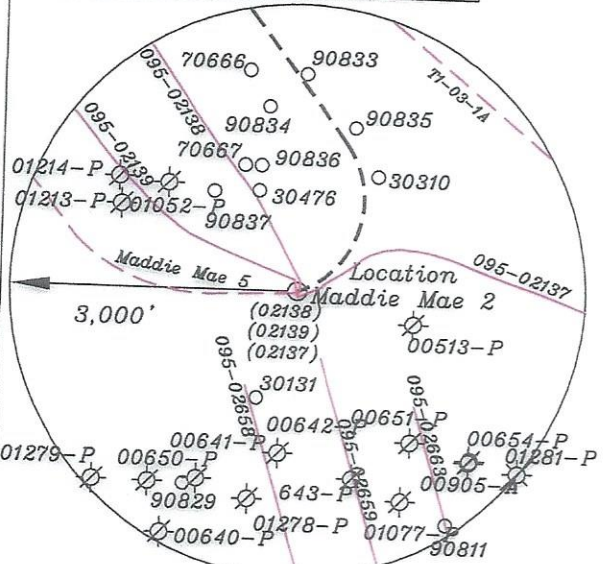 70666
90833
095-02138
T1-03-1A
90834
90835
095-02139
70667
90836
01214-P
30476
30310
01213-P
01052-P
90837
Maddie Mae 5
Location
095-02137
Maddie Mae 2
3,000'
(02138)
(02139)
(02137)
00513-P
095-02658
30131
095-02663
00642-P
00651-P
00641-P
095-02659
00654-P
01279-P
00650-P
01281-P
00905-A
90829
643-P
01278-P
01077-P
00640-P
90811